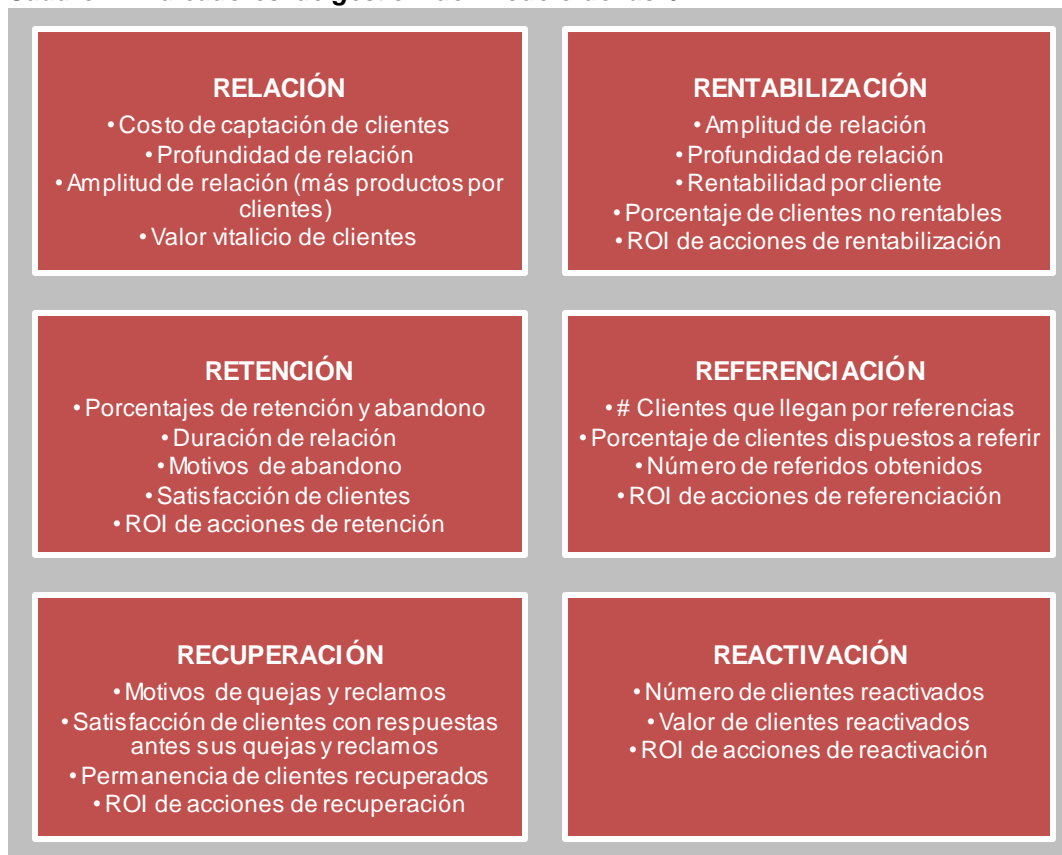 RELACIÓN
• Costo de captación de clientes
• Profundidad de relación
• Amplitud de relación (más productos por
clientes)
• Valor vitalicio de clientes
RENTABILIZACIÓN
• Amplitud de relación
• Profundidad de relación
• Rentabilidad por cliente
• Porcentaje de clientes no rentables
• ROI de acciones de rentabilización
RETENCIÓN
• Porcentajes de retención y abandono
• Duración de relación
• Motivos de abandono
• Satisfacción de clientes
• ROI de acciones de retención
REFERENCIACIÓN
• # Clientes que llegan por referencias
• Porcentaje de clientes dispuestos a referir
• Número de referidos obtenidos
• ROI de acciones de referenciación
RECUPERACIÓN
• Motivos de quejas y reclamos
• Satisfacción de clientes con respuestas
antes sus quejas y reclamos
• Permanencia de clientes recuperados
• ROI de acciones de recuperación
REACTIVACIÓN
• Número de clientes reactivados
• Valor de clientes reactivados
• ROI de acciones de reactivación